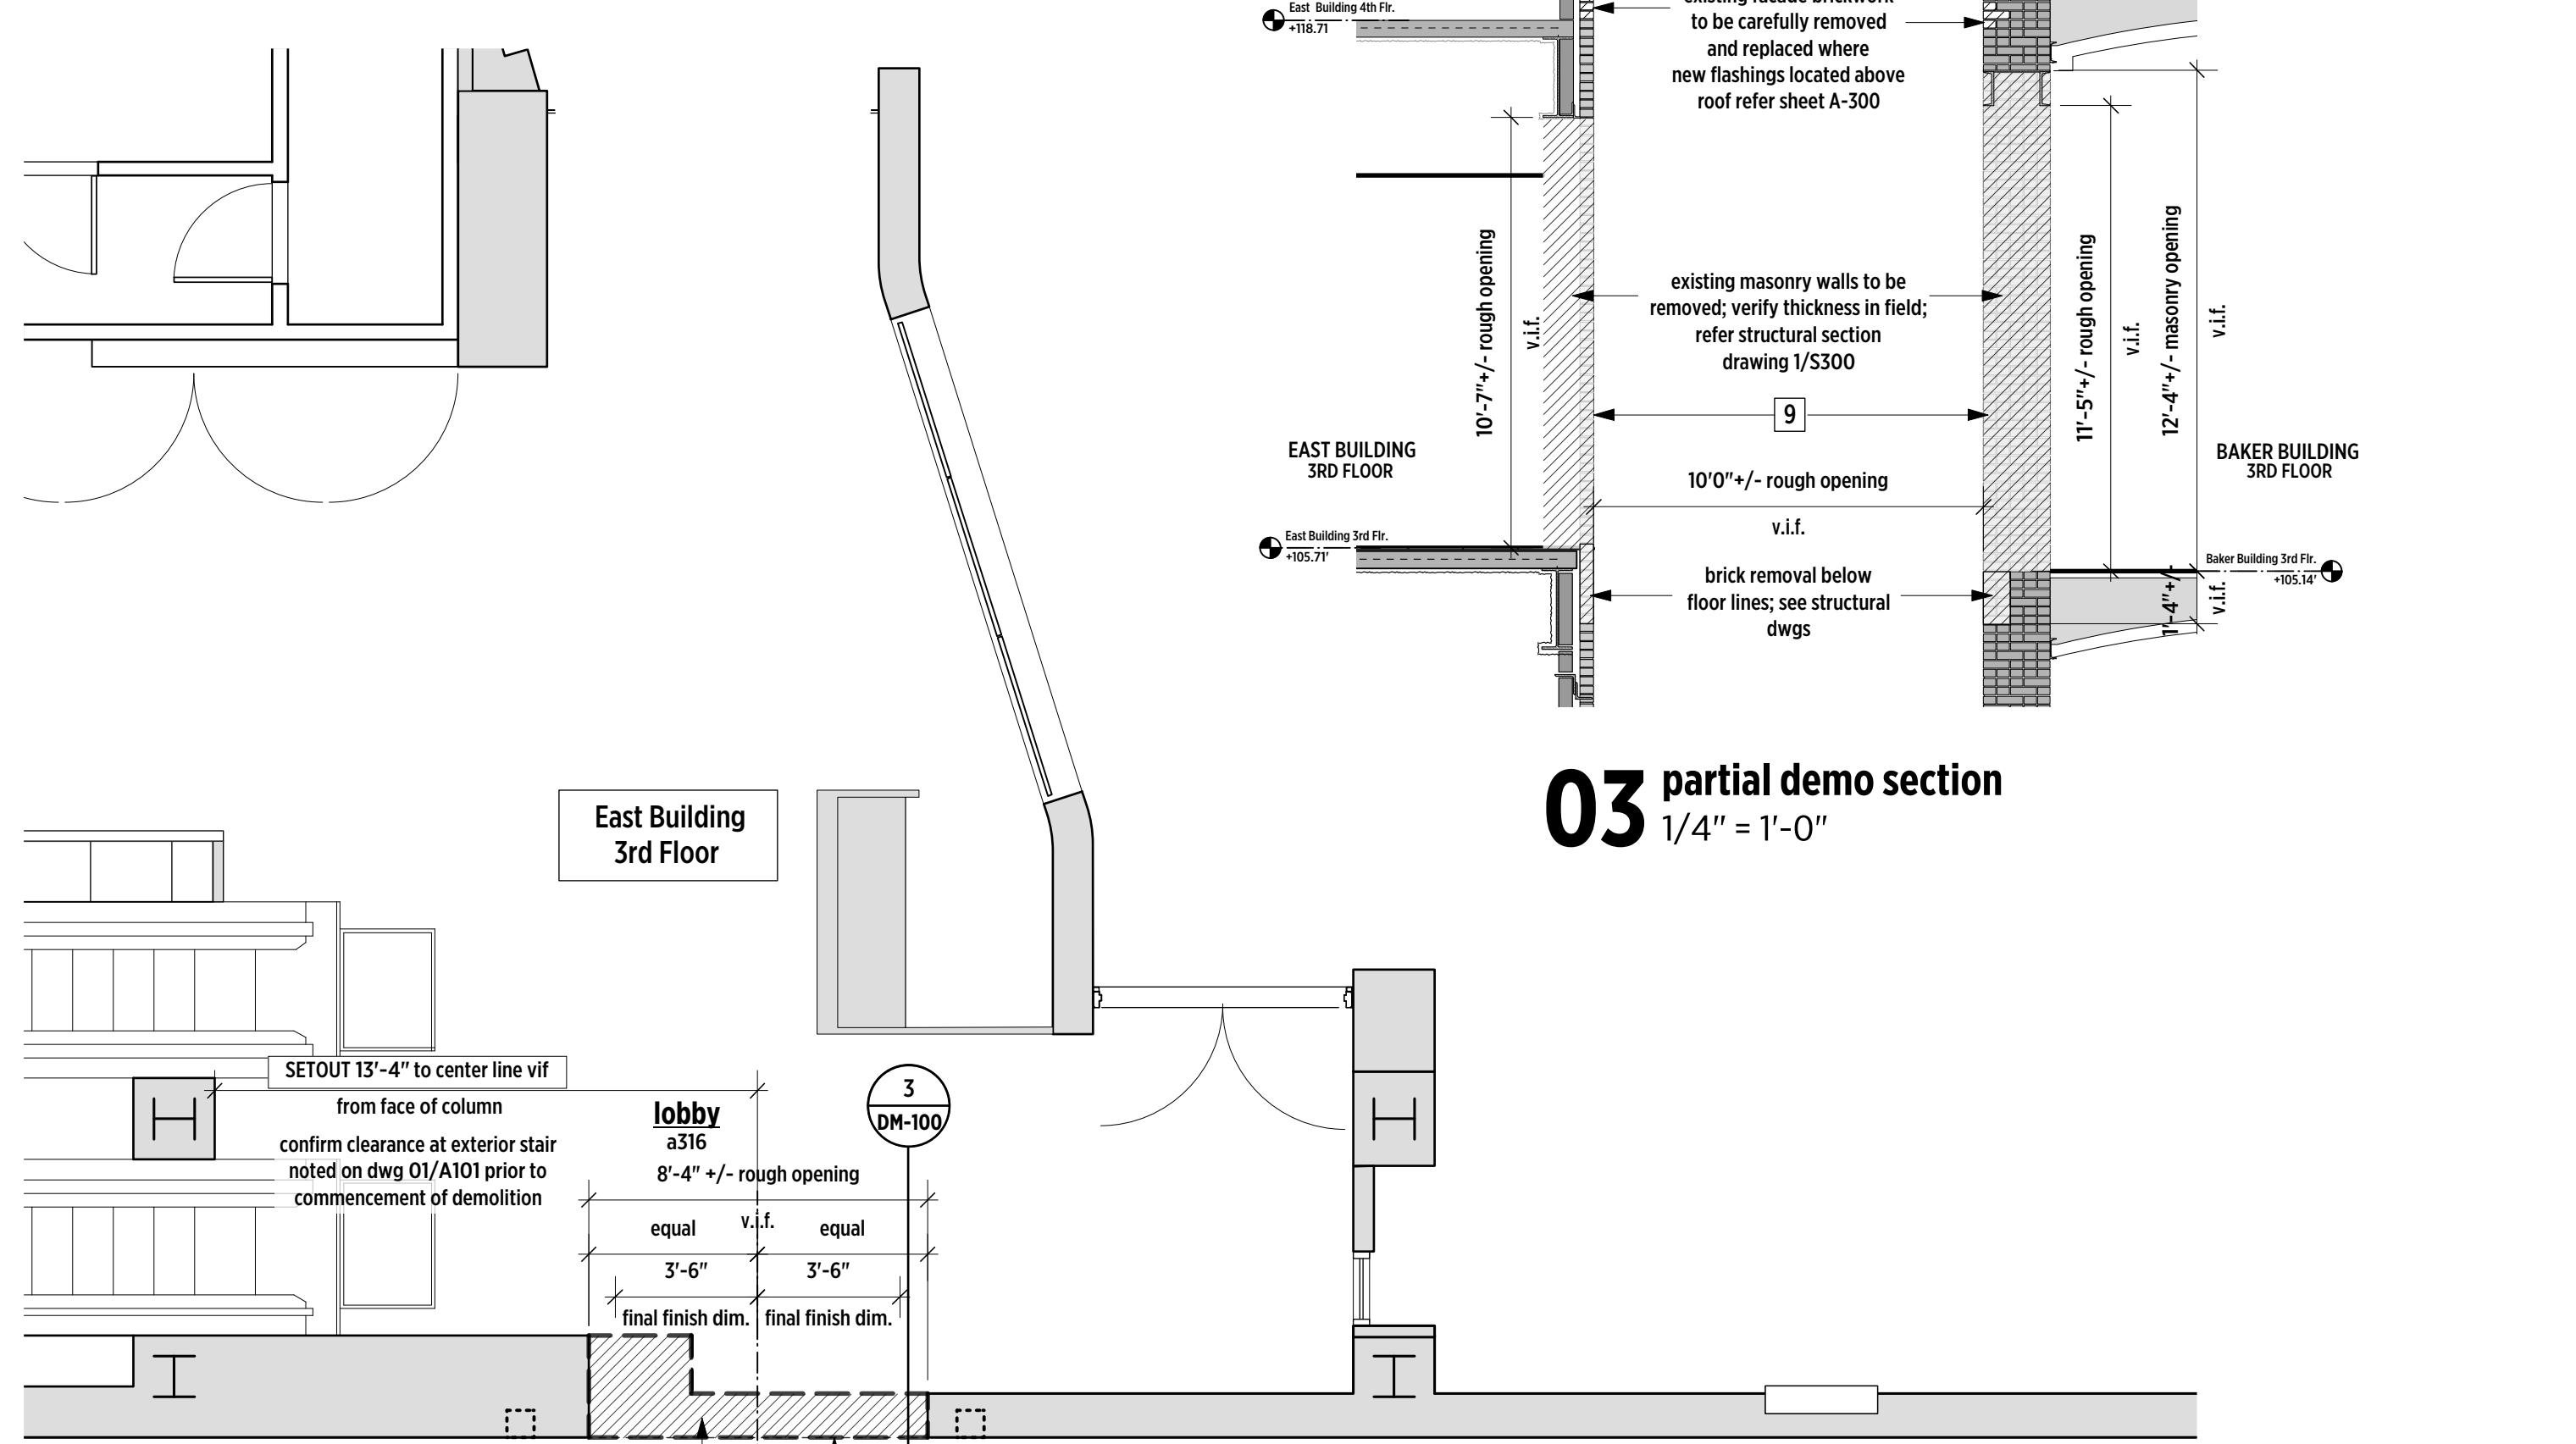 East Building 4th Flr.
+118.71
to be carefully removed
and replaced where
new flashings located above
roof refer sheet A-300
10'-7"+/- rough opening
v.i.f.
existing masonry walls to be
removed; verify thickness in field;
refer structural section
drawing 1/S300
9
11'-5"+/- rough opening
v.i.f.
12'-4"+/- masonry opening
v.i.f.
EAST BUILDING
3RD FLOOR
BAKER BUILDING
3RD FLOOR
10'0"+/- rough opening
v.i.f.
East Building 3rd Flr.
+105.71'
brick removal below
floor lines; see structural
dwgs
Baker Building 3rd Flr.
+105.14'
1'-4"+/-
v.i.f.
03 partial demo section
1/4" = 1'-0"
East Building
3rd Floor
SETOUT 13'-4" to center line vif
from face of column
confirm clearance at exterior stair
noted on dwg 01/A101 prior to
commencement of demolition
lobby
a316
3
DM-100
8'-4" +/- rough opening
v.i.f.
equal equal
3'-6" 3'-6"
final finish dim. final finish dim.